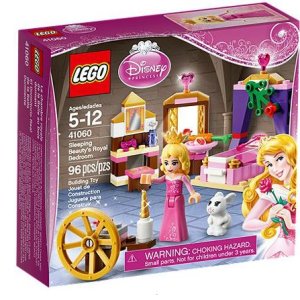 LEGO
Disney
PRINCESS
Ages/edades
5-12
41060
Sleeping
Beauty's Royal
Bedroom
96 pcs/pzs
Building Toy
Jouet de
Construction
Juguete para
Construir
WARNING: CHOKING HAZARD.
Small parts. Not for children under 3 years.